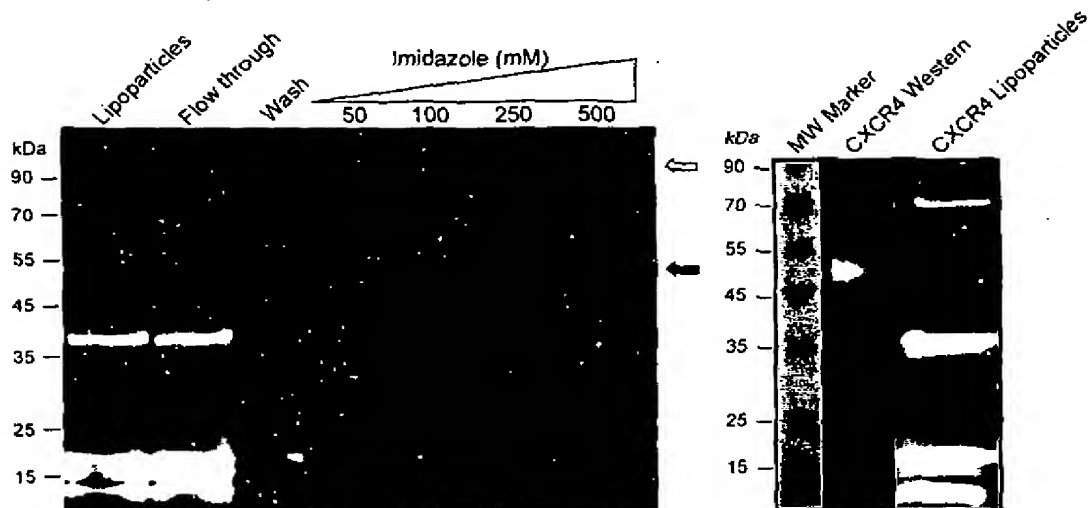 Lipoparticles
Flow through
Wash
Imidazole (mM)
50 100 250 500
kDa
90
70
55
45
35
25
15
MW Marker
CXCR4 Western
CXCR4 Lipoparticles
kDa
90
70
55
45
35
25
15